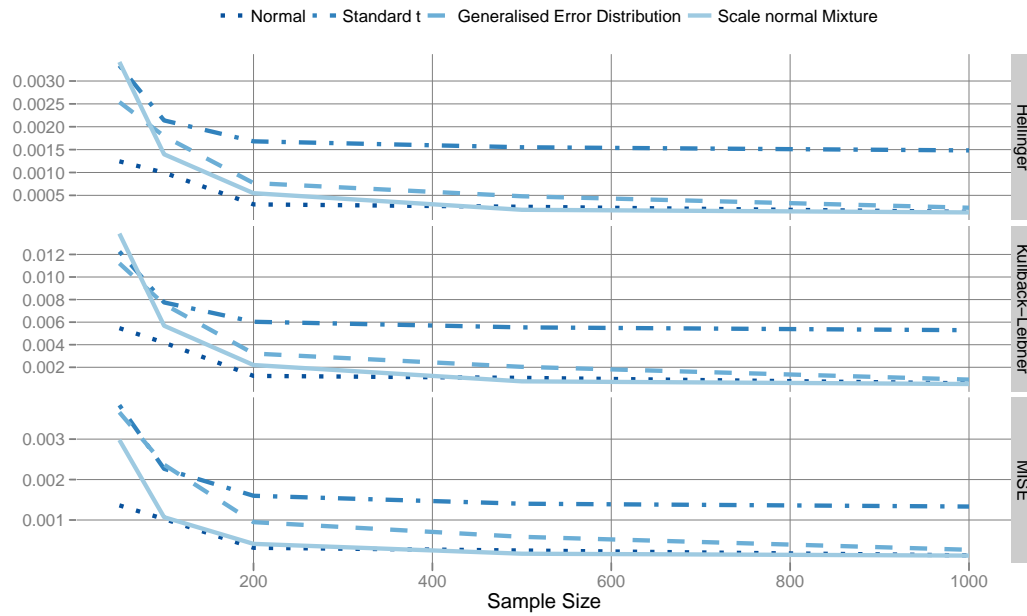 Normal Standard t Generalised Error Distribution Scale normal Mixture
0.0030
0.0025
0.0020
0.0015
0.0010
0.0005
Hellinger
0.012
0.010
0.008
0.006
0.004
0.002
Kullback–Leibner
0.003
0.002
0.001
MISE
200 400 600 800 1000
Sample Size